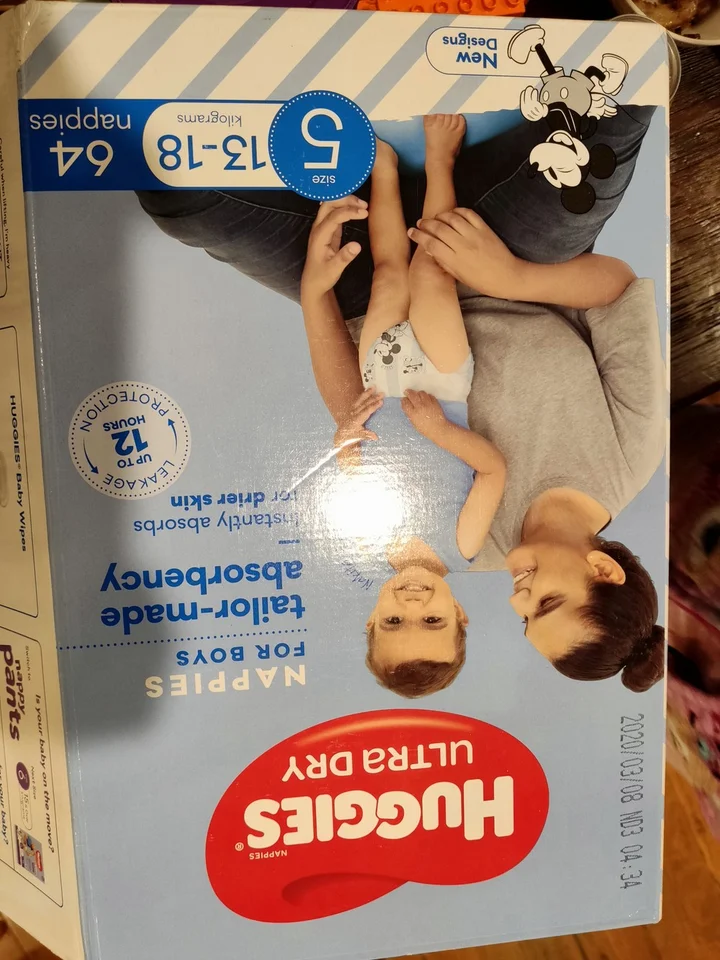 HUGGIES®
NAPPIES
ULTRA DRY
NAPPIES
FOR BOYS
tailor-made
absorbency
Instantly absorbs
for drier skin
UP TO
12
HOURS
LEAKAGE PROTECTION
size
5
13-18
kilograms
64
nappies
New
Designs
2020/03/08 ND3 04:34
HUGGIES® Baby Wipes
Is your baby on the move?
nappy
pants